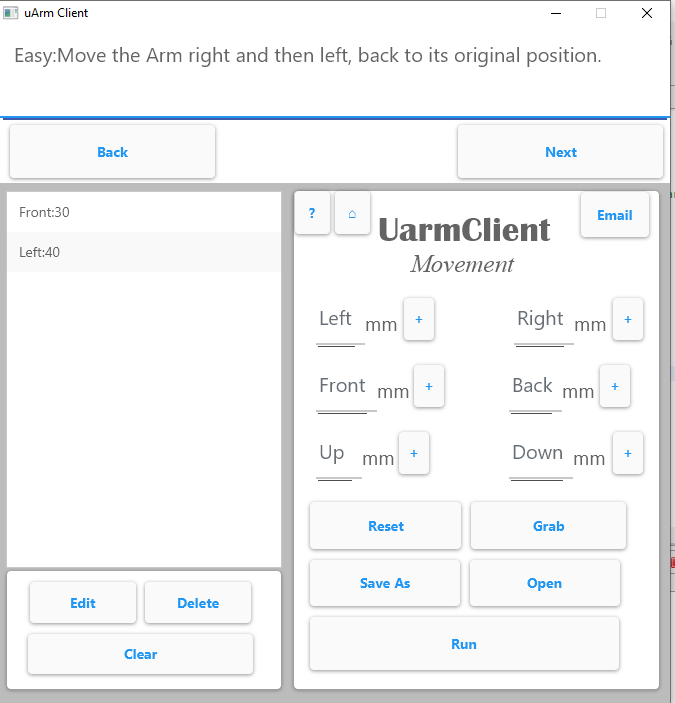 uArm Client
Easy:Move the Arm right and then left, back to its original position.
Back
Next
Front:30
Left:40
?
⌂
Email
UarmClient
Movement
Left mm + Right mm +
Front mm + Back mm +
Up mm + Down mm +
Reset Grab
Save As Open
Run
Edit Delete
Clear